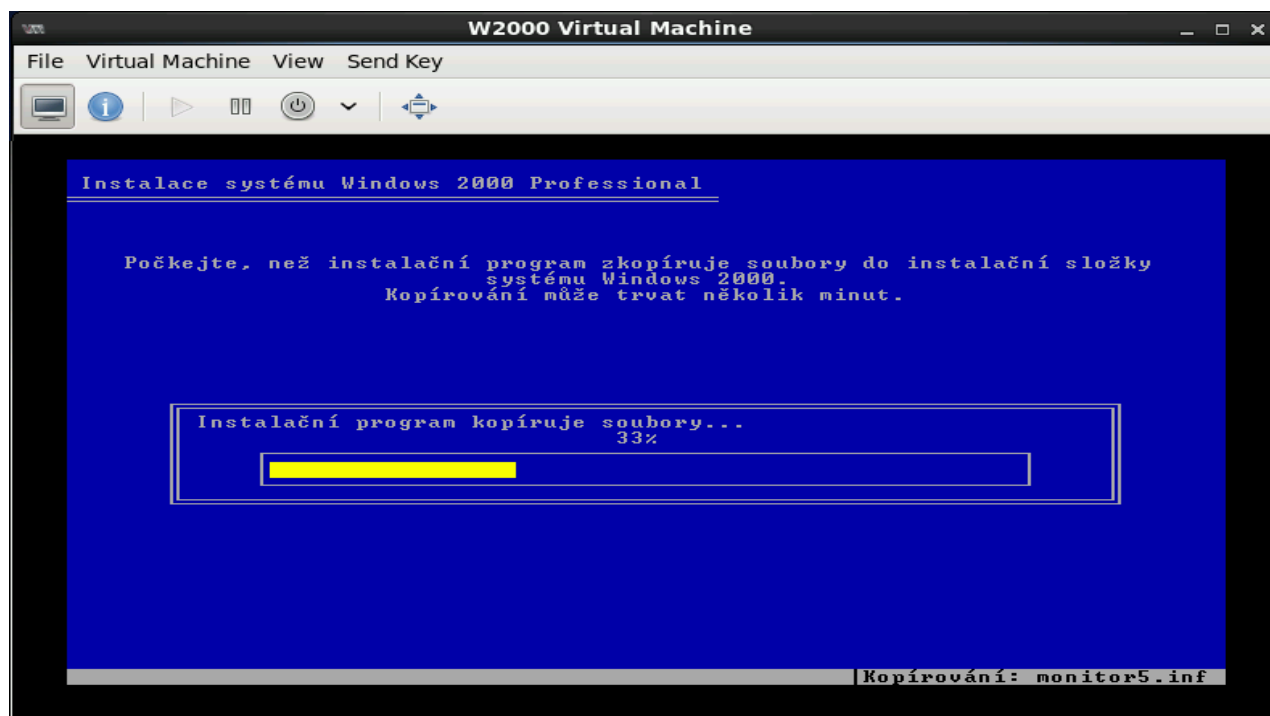 W2000 Virtual Machine
File Virtual Machine View Send Key
Instalace systému Windows 2000 Professional
Počkejte, než instalační program zkopíruje soubory do instalační složky
systému Windows 2000.
Kopírování může trvat několik minut.
Instalační program kopíruje soubory...
33%
Kopírování: monitor5.inf